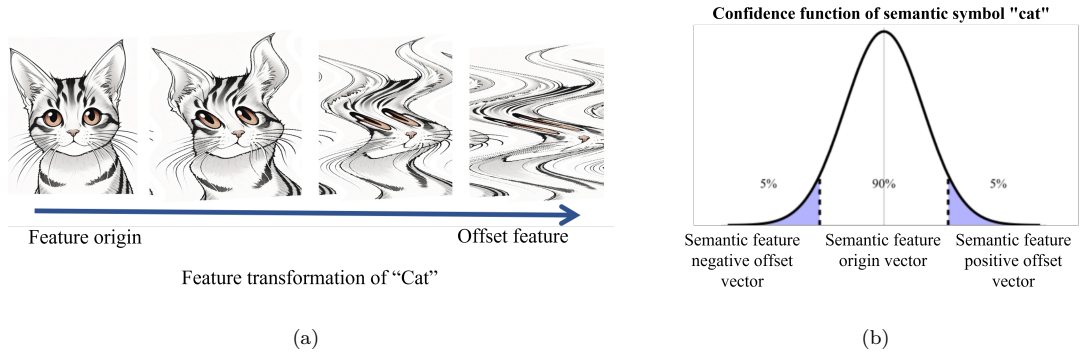 Feature origin
Offset feature
Feature transformation of “Cat”
(a)
Confidence function of semantic symbol "cat"
5%
90%
5%
Semantic feature
negative offset
vector
Semantic feature
origin vector
Semantic feature
positive offset
vector
(b)